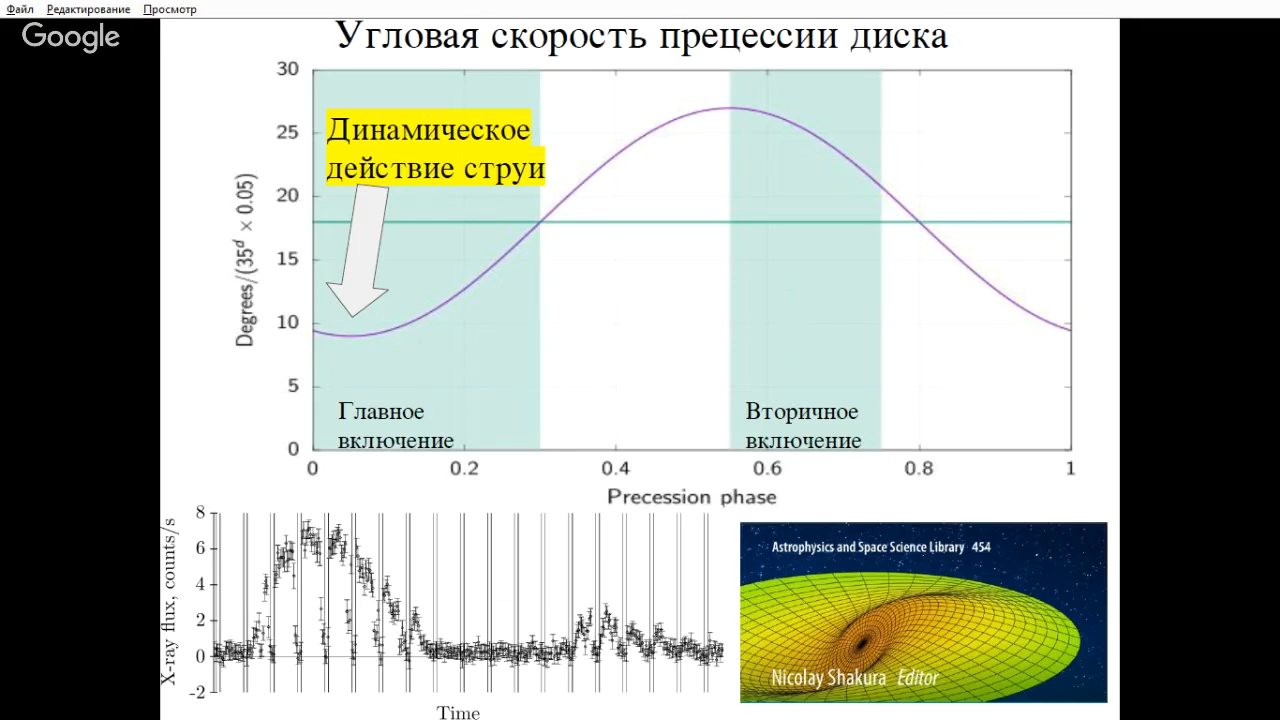 Файл Редактирование Просмотр
Google
Угловая скорость прецессии диска
30
25
20
15
10
5
0
Degrees/(35ᵈ × 0.05)
Динамическое
действие струи
Главное
включение
Вторичное
включение
0 0.2 0.4 0.6 0.8 1
Precession phase
8
6
4
2
0
-2
X-ray flux, counts/s
Time
Astrophysics and Space Science Library 454
Nicolay Shakura Editor